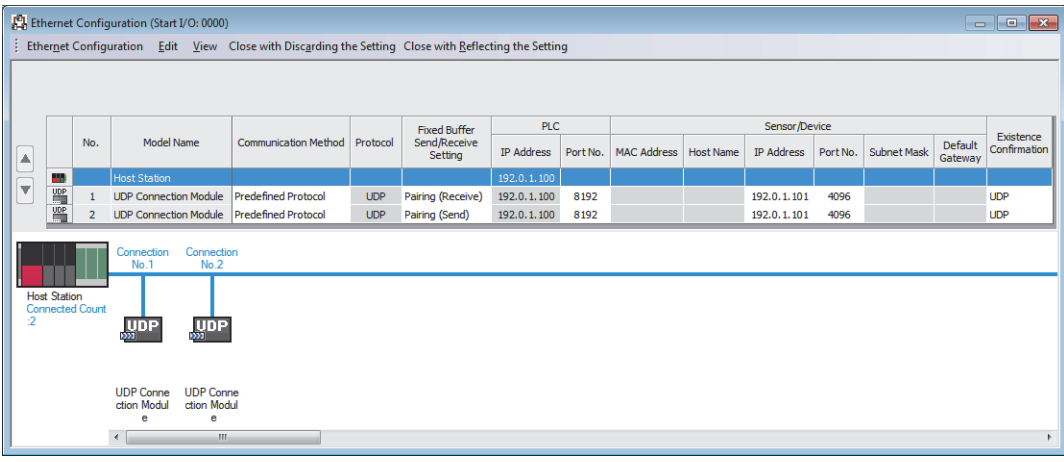 Ethernet Configuration (Start I/O: 0000)
Ethernet Configuration Edit View Close with Discarding the Setting Close with Reflecting the Setting
No. Model Name Communication Method Protocol Fixed Buffer Send/Receive Setting PLC IP Address Port No. Sensor/Device MAC Address Host Name IP Address Port No. Subnet Mask Default Gateway Existence Confirmation
Host Station 192.0.1.100
UDP 1 UDP Connection Module Predefined Protocol UDP Pairing (Receive) 192.0.1.100 8192 192.0.1.101 4096 UDP
UDP 2 UDP Connection Module Predefined Protocol UDP Pairing (Send) 192.0.1.100 8192 192.0.1.101 4096 UDP
Connection Connection
No.1 No.2
Host Station
Connected Count
:2
UDP UDP
UDP Conne UDP Conne
ction Modul ction Modul
e e